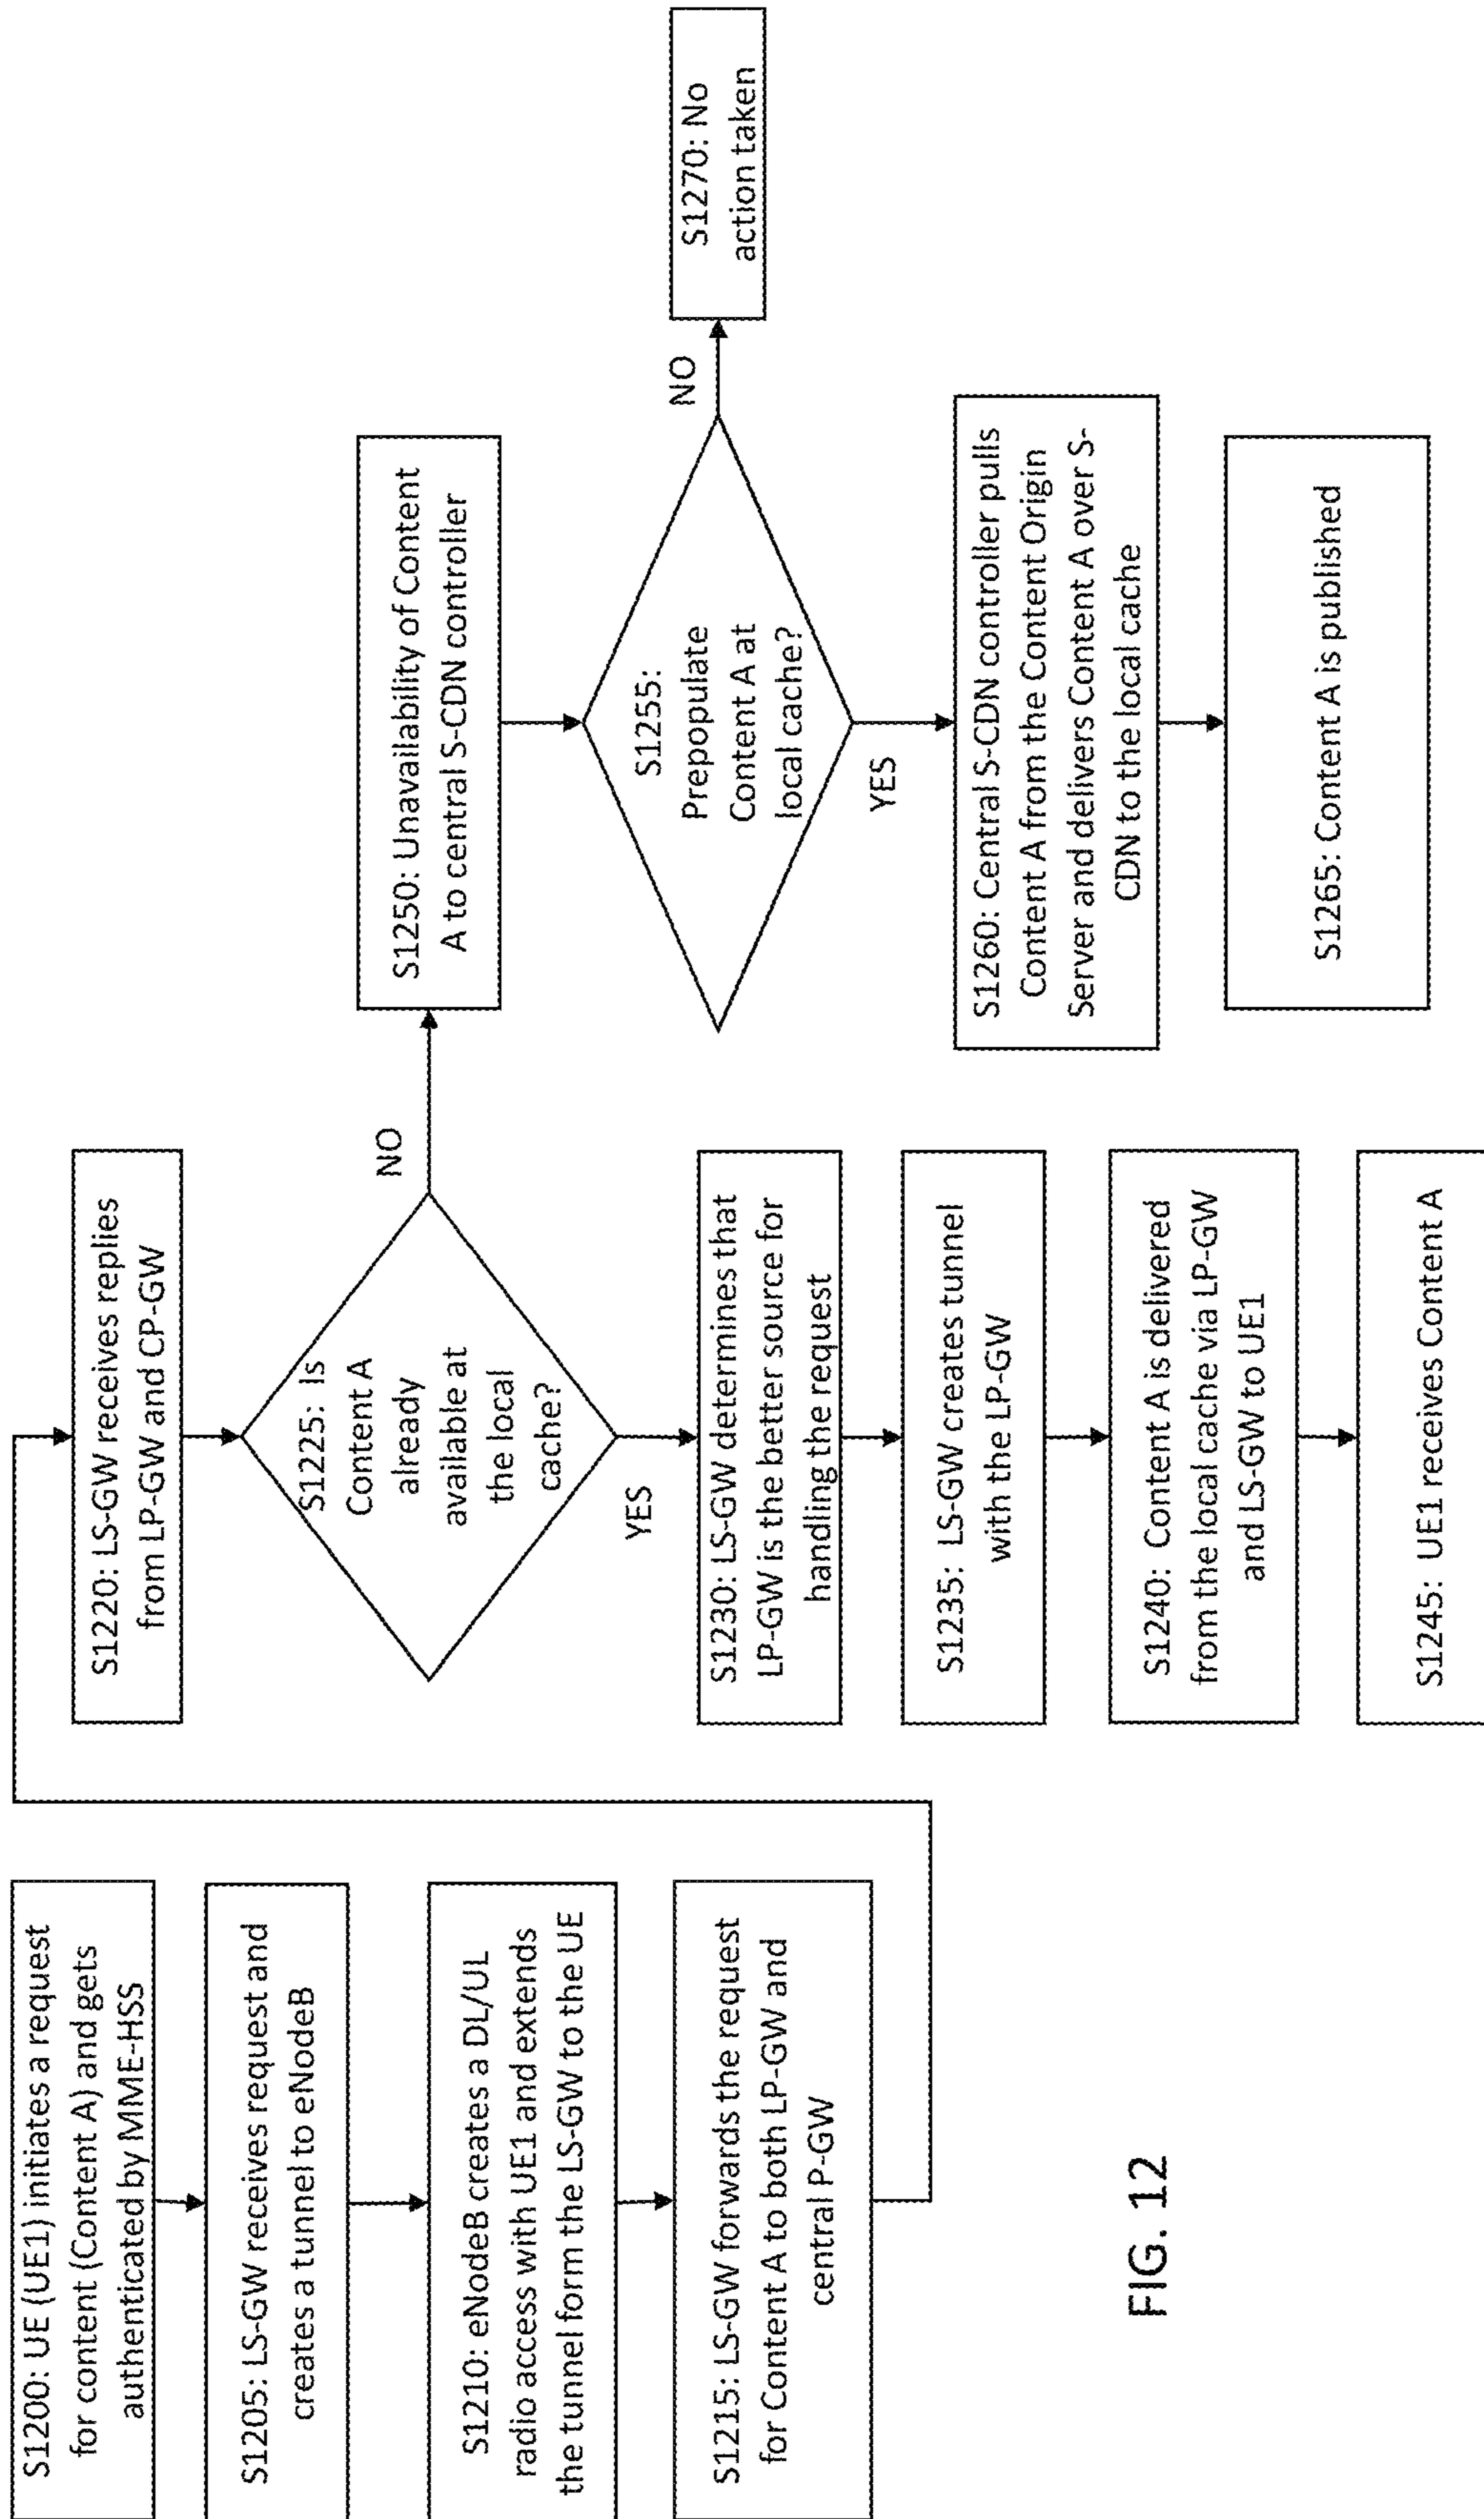 S1200: UE (UE1) initiates a request
for content (Content A) and gets
authenticated by MME-HSS
S1205: LS-GW receives request and
creates a tunnel to eNodeB
S1210: eNodeB creates a DL/UL
radio access with UE1 and extends
the tunnel form the LS-GW to the UE
S1215: LS-GW forwards the request
for Content A to both LP-GW and
central P-GW
S1220: LS-GW receives replies
from LP-GW and CP-GW
S1225: Is
Content A
already
available at
the local
cache?
NO
YES
S1230: LS-GW determines that
LP-GW is the better source for
handling the request
S1235: LS-GW creates tunnel
with the LP-GW
S1240: Content A is delivered
from the local cache via LP-GW
and LS-GW to UE1
S1245: UE1 receives Content A
S1250: Unavailability of Content
A to central S-CDN controller
S1255:
Prepopulate
Content A at
local cache?
NO
YES
S1260: Central S-CDN controller pulls
Content A from the Content Origin
Server and delivers Content A over S-
CDN to the local cache
S1265: Content A is published
S1270: No
action taken
FIG. 12